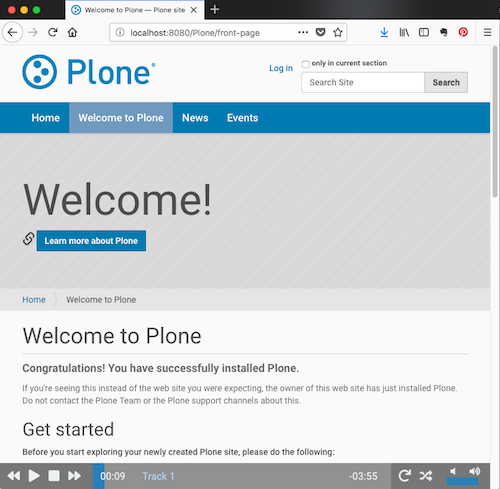 Welcome to Plone — Plone site
localhost:8080/Plone/front-page
Plone®
Log in
only in current section
Search Site
Search
Home
Welcome to Plone
News
Events
Welcome!
Learn more about Plone
Home
Welcome to Plone
Welcome to Plone
Congratulations! You have successfully installed Plone.
If you're seeing this instead of the web site you were expecting, the owner of this web site has just installed Plone.
Do not contact the Plone Team or the Plone support channels about this.
Get started
Before you start exploring your newly created Plone site, please do the following:
00:09
Track 1
-03:55